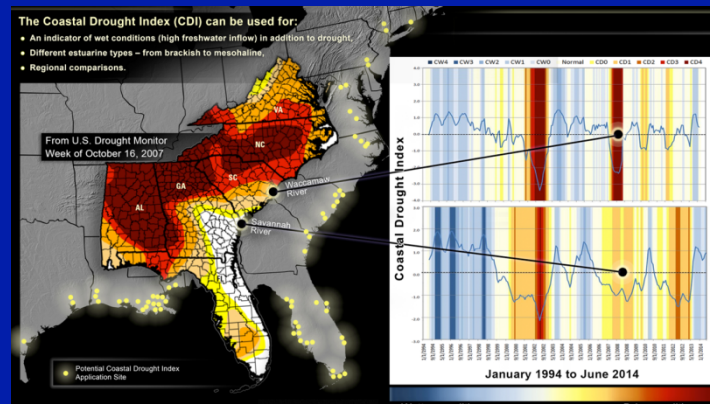 The Coastal Drought Index (CDI) can be used for:
An indicator of wet conditions (high freshwater inflow) in addition to drought,
Different estuarine types – from brackish to mesohaline,
Regional comparisons.
From U.S. Drought Monitor
Week of October 16, 2007
VA
NC
SC
GA
AL
Waccamaw
River
Savannah
River
Potential Coastal Drought Index
Application Site
CW4 CW3 CW2 CW1 CW0 Normal CD0 CD1 CD2 CD3 CD4
Coastal Drought Index
January 1994 to June 2014